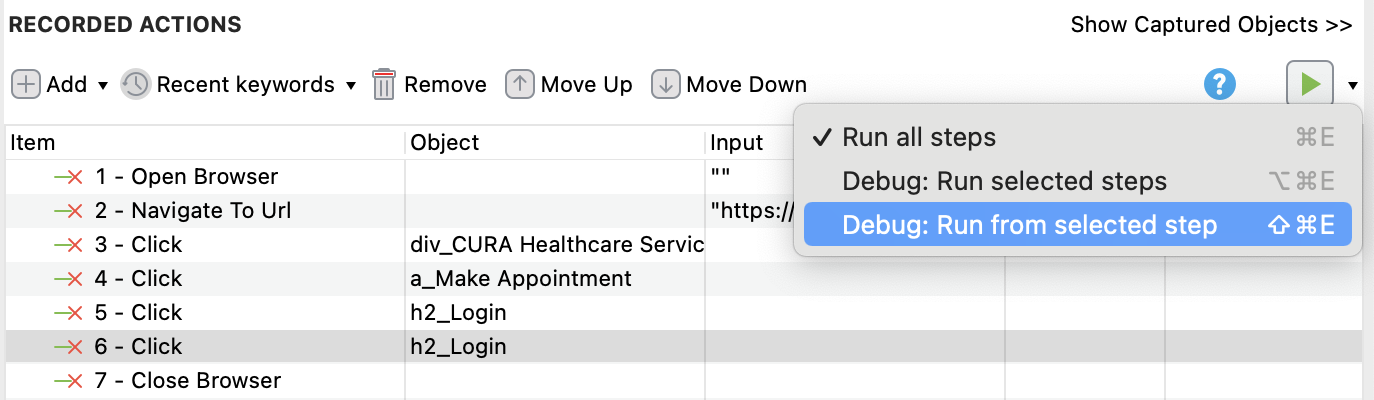 RECORDED ACTIONS Show Captured Objects >>
Add Recent keywords Remove Move Up Move Down ?
Item Object Input
Run all steps ⌘E
Debug: Run selected steps ⌥⌘E
Debug: Run from selected step ⇧⌘E
1 - Open Browser ""
2 - Navigate To Url "https://
3 - Click div_CURA Healthcare Servic
4 - Click a_Make Appointment
5 - Click h2_Login
6 - Click h2_Login
7 - Close Browser